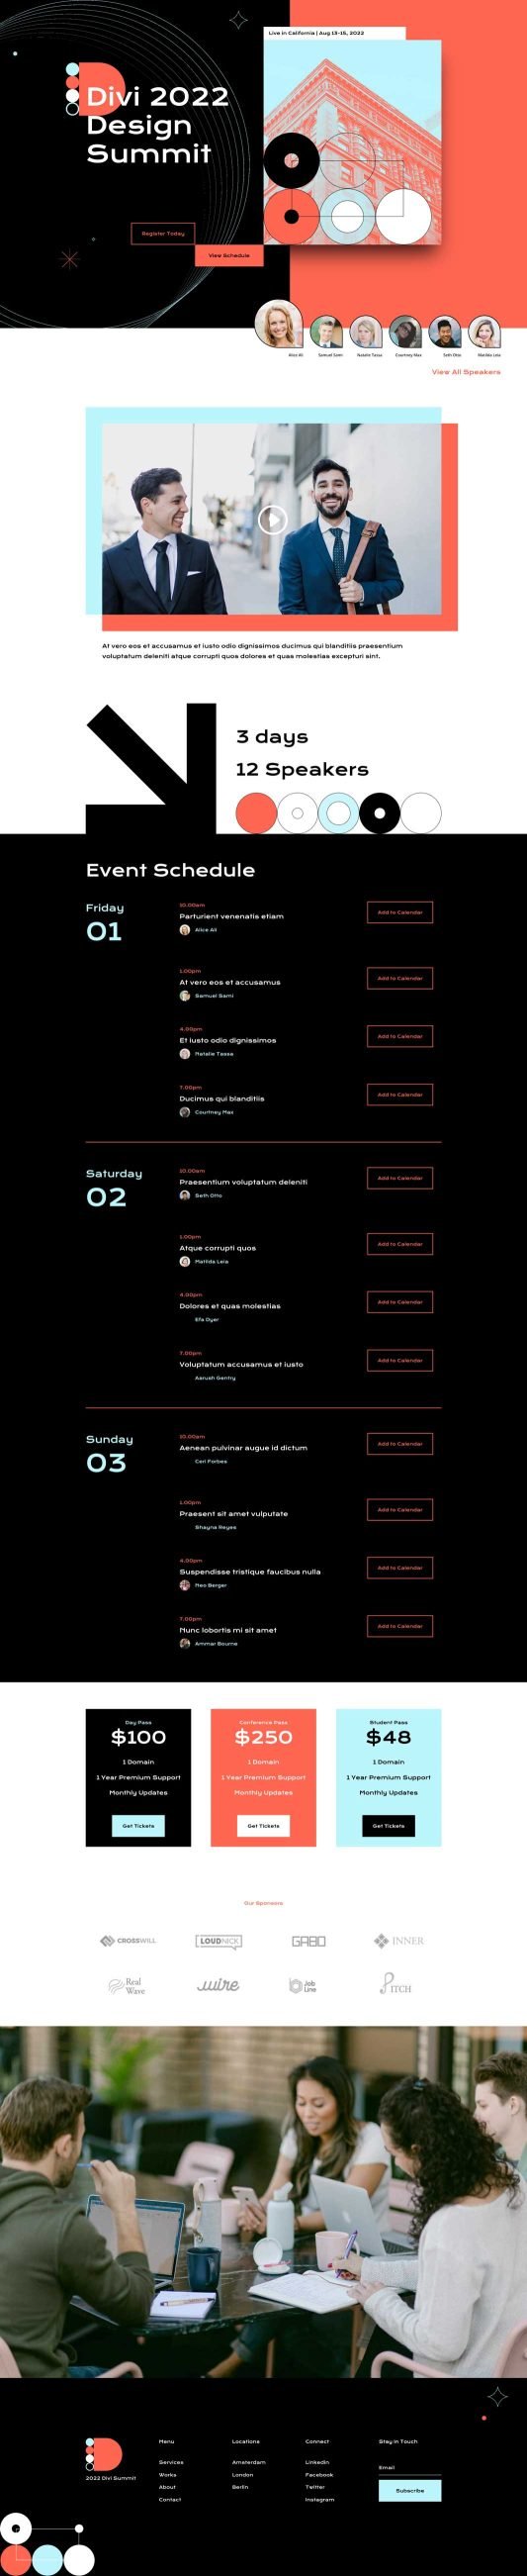 Live in California | Aug 13-15, 2022
Divi 2022
Design
Summit
Register Today
View Schedule
Alice Ali
Samuel Sami
Natalie Tassa
Courtney Max
Seth Otto
Matilda Leia
View All Speakers
At vero eos et accusamus et iusto odio dignissimos ducimus qui blanditiis praesentium
voluptatum deleniti atque corrupti quos dolores et quas molestias excepturi sint.
3 days
12 Speakers
Event Schedule
Friday
01
10.00am
Parturient venenatis etiam
Alice Ali
Add to Calendar
1.00pm
At vero eos et accusamus
Samuel Sami
Add to Calendar
4.00pm
Et iusto odio dignissimos
Natalie Tassa
Add to Calendar
7.00pm
Ducimus qui blanditiis
Courtney Max
Add to Calendar
Saturday
02
10.00am
Praesentium voluptatum deleniti
Seth Otto
Add to Calendar
1.00pm
Atque corrupti quos
Matilda Leia
Add to Calendar
4.00pm
Dolores et quas molestias
Efa Dyer
Add to Calendar
7.00pm
Voluptatum accusamus et iusto
Aarush Gentry
Add to Calendar
Sunday
03
10.00am
Aenean pulvinar augue id dictum
Ceri Forbes
Add to Calendar
1.00pm
Praesent sit amet vulputate
Shayna Reyes
Add to Calendar
4.00pm
Suspendisse tristique faucibus nulla
Neo Berger
Add to Calendar
7.00pm
Nunc lobortis mi sit amet
Ammar Bourne
Add to Calendar
Day Pass
$100
1 Domain
1 Year Premium Support
Monthly Updates
Get Tickets
Conference Pass
$250
1 Domain
1 Year Premium Support
Monthly Updates
Get Tickets
Student Pass
$48
1 Domain
1 Year Premium Support
Monthly Updates
Get Tickets
Our Sponsors
CROSSWILL
LOUDNICK
GABO
INNER
Real
Wave
wire
Job
Line
PITCH
2022 Divi Summit
Menu
Services
Works
About
Contact
Locations
Amsterdam
London
Berlin
Connect
Linkedin
Facebook
Twitter
Instagram
Stay in Touch
Email
Subscribe